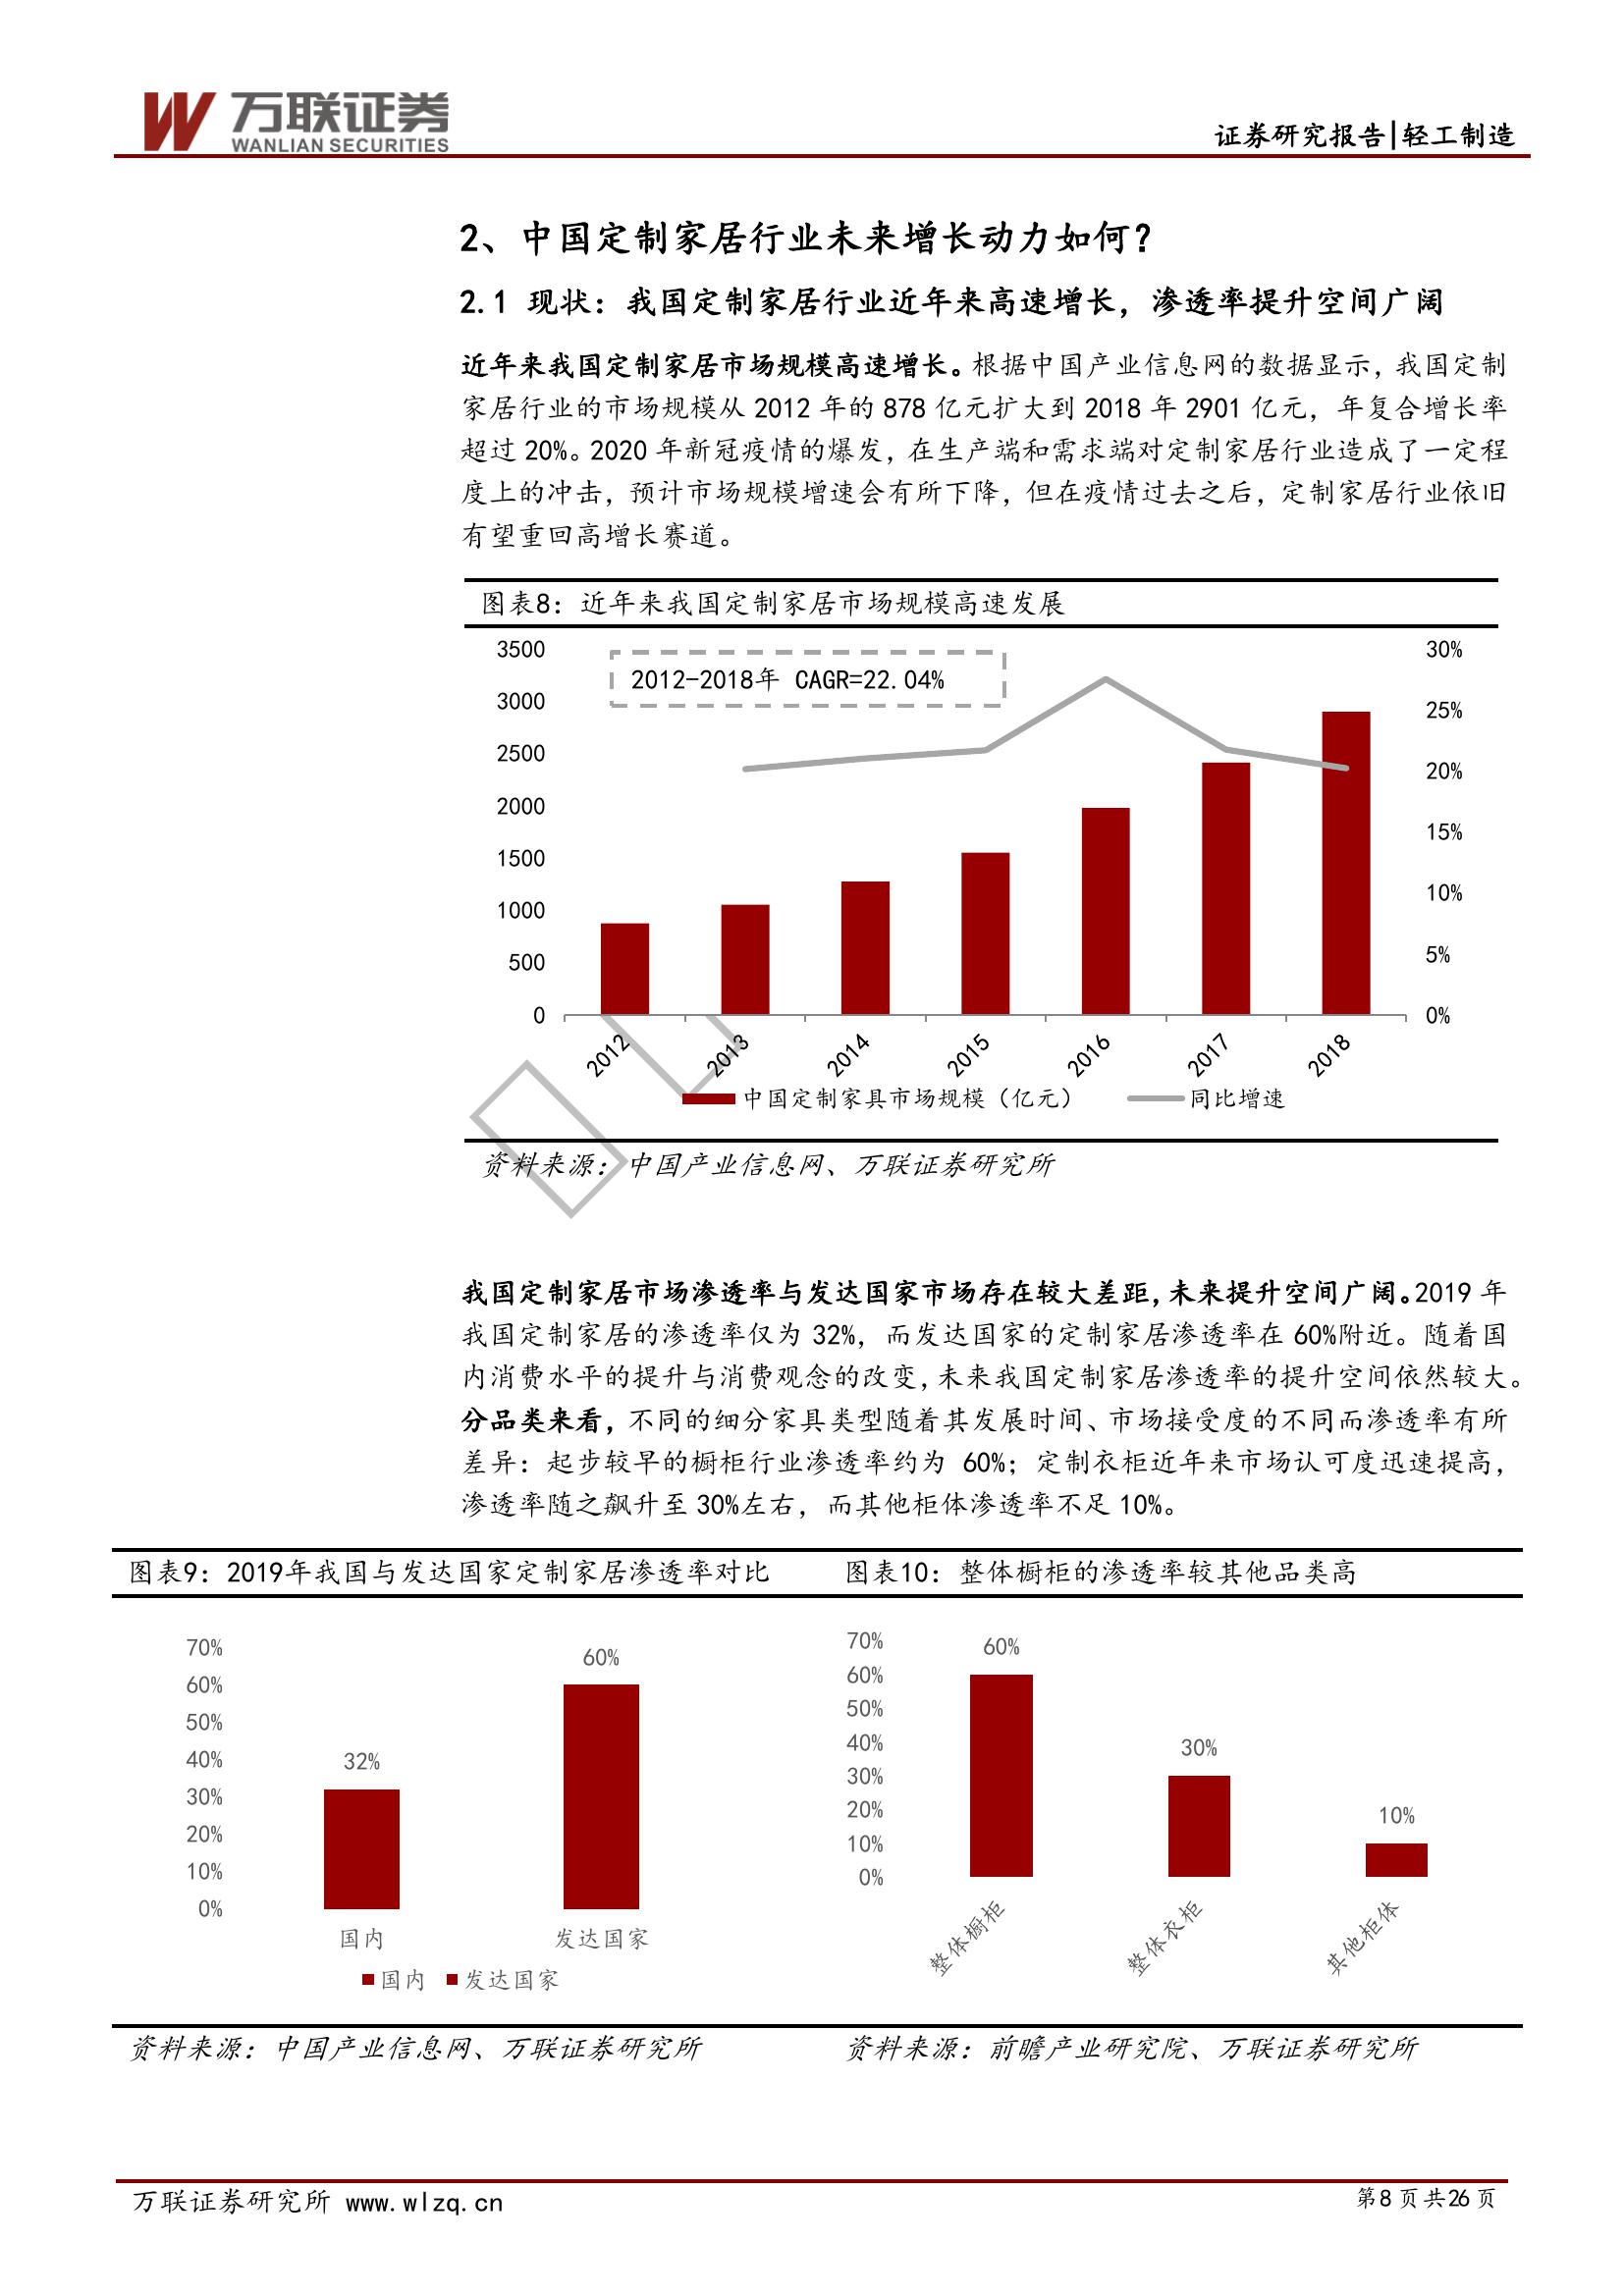 万联证券
WANLIAN SECURITIES
证券研究报告|轻工制造
2、中国定制家居行业未来增长动力如何?
2.1 现状：我国定制家居行业近年来高速增长，渗透率提升空间广阔
近年来我国定制家居市场规模高速增长。根据中国产业信息网的数据显示，我国定制
家居行业的市场规模从 2012 年的 878 亿元扩大到 2018 年 2901 亿元，年复合增长率
超过 20%。2020 年新冠疫情的爆发，在生产端和需求端对定制家居行业造成了一定程
度上的冲击，预计市场规模增速会有所下降，但在疫情过去之后，定制家居行业依旧
有望重回高增长赛道。
图表8：近年来我国定制家居市场规模高速发展
2012-2018年 CAGR=22.04%
3500
3000
2500
2000
1500
1000
500
0
30%
25%
20%
15%
10%
5%
0%
2012
2013
2014
2015
2016
2017
2018
中国定制家具市场规模（亿元）
同比增速
资料来源：中国产业信息网、万联证券研究所
我国定制家居市场渗透率与发达国家市场存在较大差距，未来提升空间广阔。2019 年
我国定制家居的渗透率仅为 32%，而发达国家的定制家居渗透率在 60%附近。随着国
内消费水平的提升与消费观念的改变，未来我国定制家居渗透率的提升空间依然较大。
分品类来看，不同的细分家具类型随着其发展时间、市场接受度的不同而渗透率有所
差异：起步较早的橱柜行业渗透率约为 60%；定制衣柜近年来市场认可度迅速提高，
渗透率随之飙升至 30%左右，而其他柜体渗透率不足 10%。
图表9：2019年我国与发达国家定制家居渗透率对比
70%
60%
50%
40%
30%
20%
10%
0%
32%
60%
国内
发达国家
国内
发达国家
资料来源：中国产业信息网、万联证券研究所
图表10：整体橱柜的渗透率较其他品类高
70%
60%
50%
40%
30%
20%
10%
0%
60%
30%
10%
整体橱柜
整体衣柜
其他柜体
资料来源：前瞻产业研究院、万联证券研究所
万联证券研究所 www.wlzq.cn
第8 页 共26 页